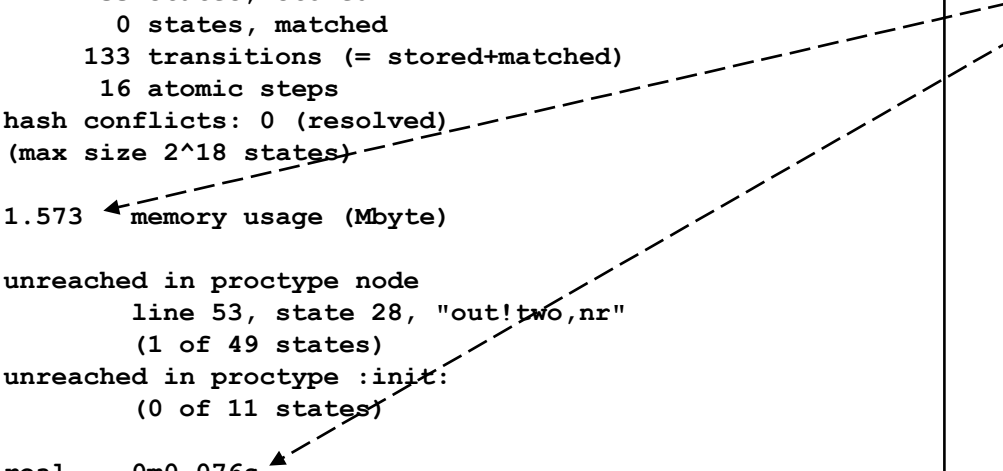 0 states, matched
133 transitions (= stored+matched)
16 atomic steps
hash conflicts: 0 (resolved)
(max size 2^18 states)
1.573 memory usage (Mbyte)
unreached in proctype node
line 53, state 28, "out!two,nr"
(1 of 49 states)
unreached in proctype :init:
(0 of 11 states)
real 0m0.076s